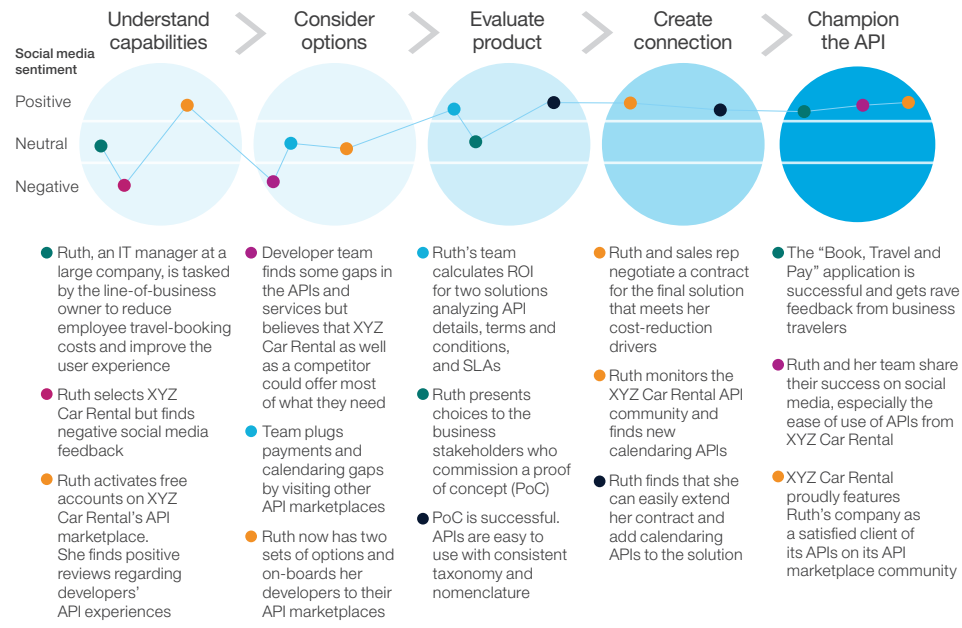 Understand
capabilities
Consider
options
Evaluate
product
Create
connection
Champion
the API
Social media
sentiment
Positive
Neutral
Negative
Ruth, an IT manager at a
large company, is tasked
by the line-of-business
owner to reduce
employee travel-booking
costs and improve the
user experience
Ruth selects XYZ
Car Rental but finds
negative social media
feedback
Ruth activates free
accounts on XYZ
Car Rental's API
marketplace.
She finds positive
reviews regarding
developers'
API experiences
Developer team
finds some gaps in
the APIs and
services but
believes that XYZ
Car Rental as well
as a competitor
could offer most
of what they need
Team plugs
payments and
calendaring gaps
by visiting other
API marketplaces
Ruth now has two
sets of options and
on-boards her
developers to their
API marketplaces
Ruth's team
calculates ROI
for two solutions
analyzing API
details, terms and
conditions,
and SLAs
Ruth presents
choices to the
business
stakeholders who
commission a proof
of concept (PoC)
PoC is successful.
APIs are easy to
use with consistent
taxonomy and
nomenclature
Ruth and sales rep
negotiate a contract
for the final solution
that meets her
cost-reduction
drivers
Ruth monitors the
XYZ Car Rental API
community and
finds new
calendaring APIs
Ruth finds that she
can easily extend
her contract and
add calendaring
APIs to the solution
The “Book, Travel and
Pay” application is
successful and gets rave
feedback from business
travelers
Ruth and her team share
their success on social
media, especially the
ease of use of APIs from
XYZ Car Rental
XYZ Car Rental
proudly features
Ruth's company as
a satisfied client of
its APIs on its API
marketplace community